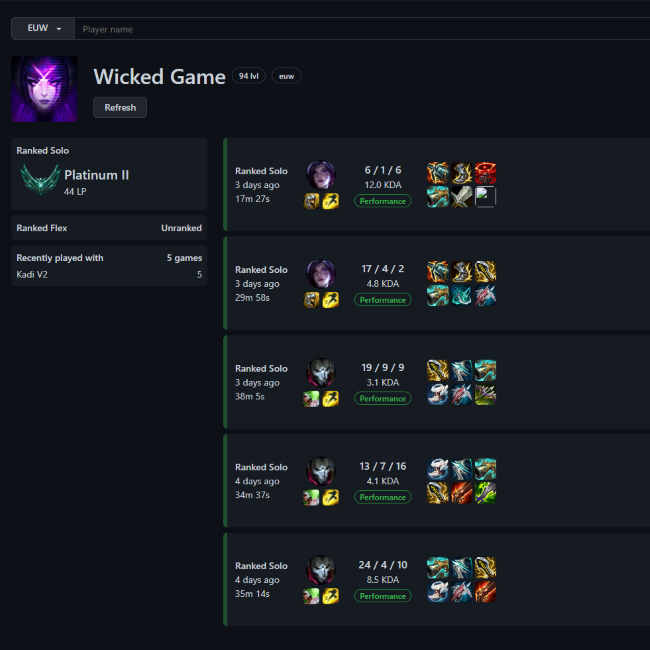 EUW
Player name
Wicked Game 94 lvl euw
Refresh
Ranked Solo
Platinum II
44 LP
Ranked Flex Unranked
Recently played with 5 games
Kadi V2 5
Ranked Solo
3 days ago
17m 27s
6 / 1 / 6
12.0 KDA
Performance
Ranked Solo
3 days ago
29m 58s
17 / 4 / 2
4.8 KDA
Performance
Ranked Solo
3 days ago
38m 5s
19 / 9 / 9
3.1 KDA
Performance
Ranked Solo
4 days ago
34m 37s
13 / 7 / 16
4.1 KDA
Performance
Ranked Solo
4 days ago
35m 14s
24 / 4 / 10
8.5 KDA
Performance